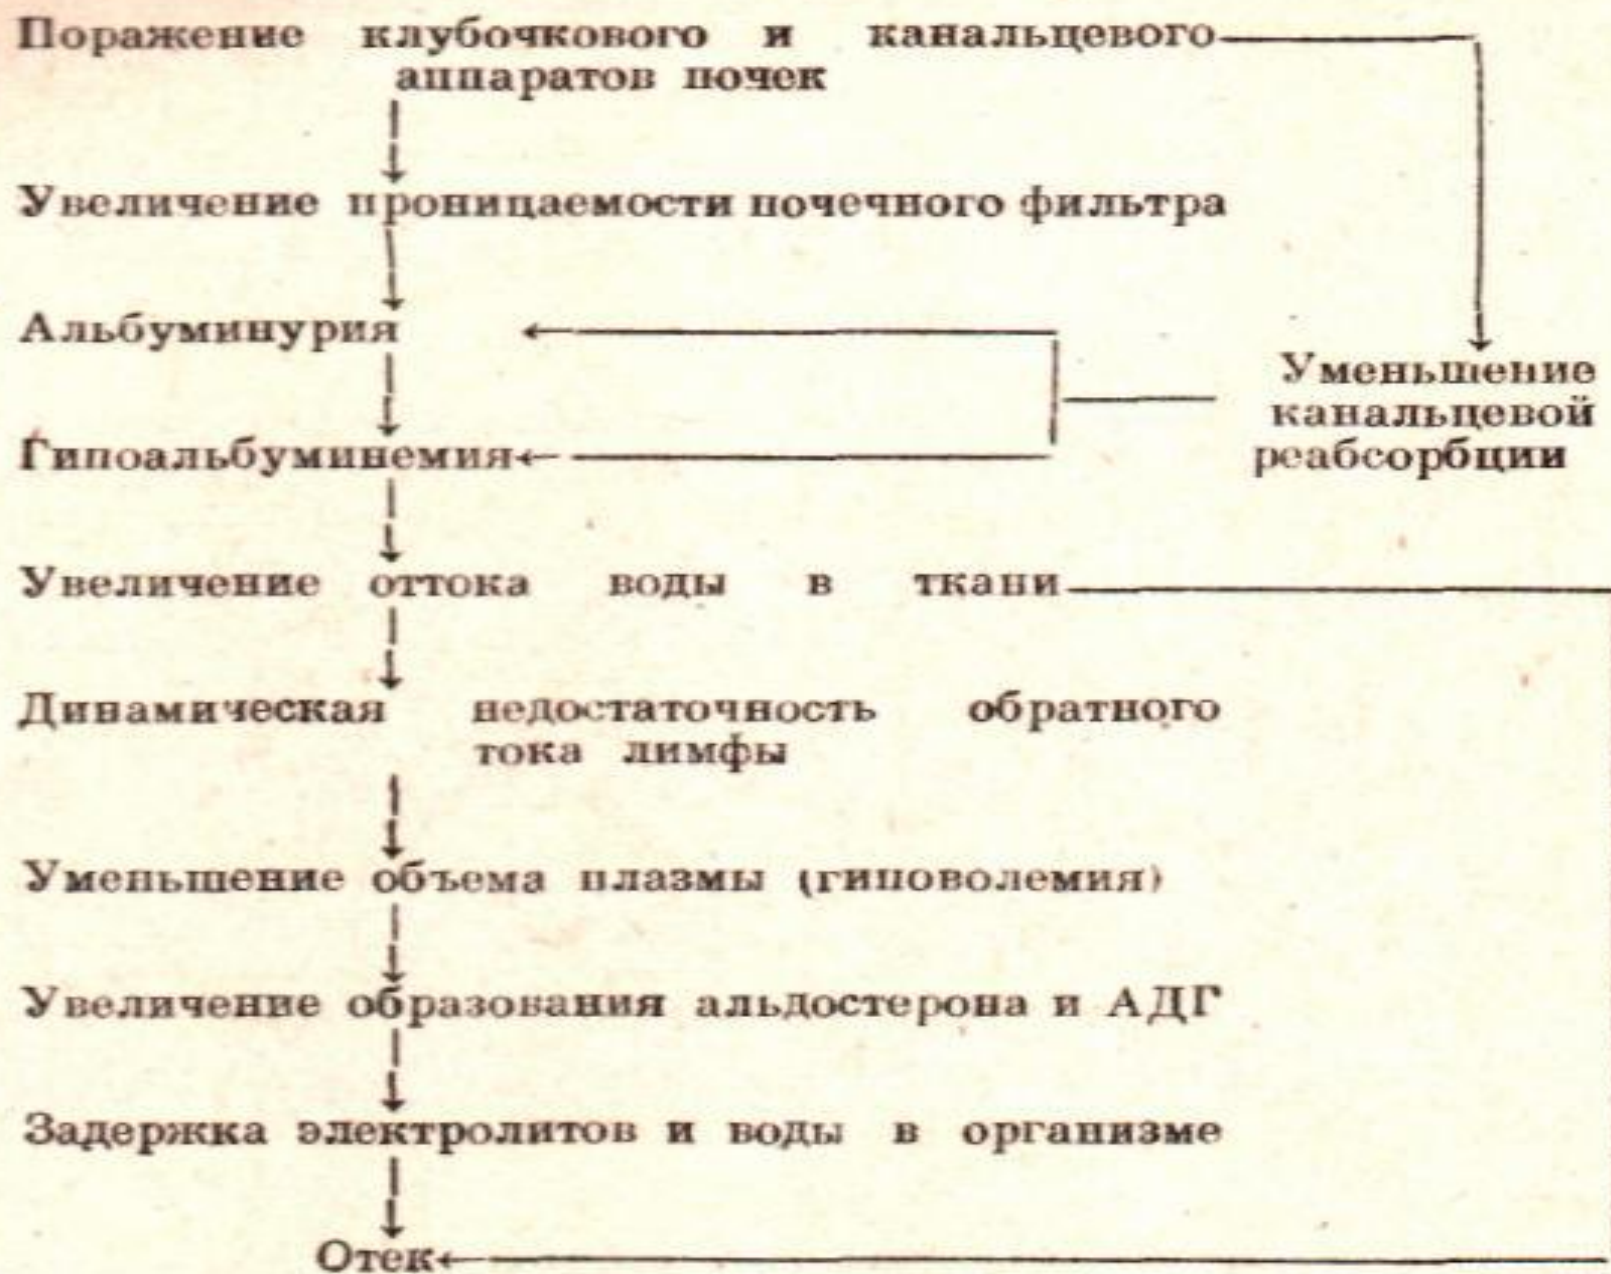 Поражение клубочкового и канальцевого
аппаратов почек
Увеличение проницаемости почечного фильтра
Альбуминурия
Уменьшение
канальцевой
реабсорбции
Гипоальбуминемия
Увеличение оттока воды в ткани
Динамическая недостаточность обратного
тока лимфы
Уменьшение объема плазмы (гиповолемия)
Увеличение образования альдостерона и АДГ
Задержка электролитов и воды в организме
Отек